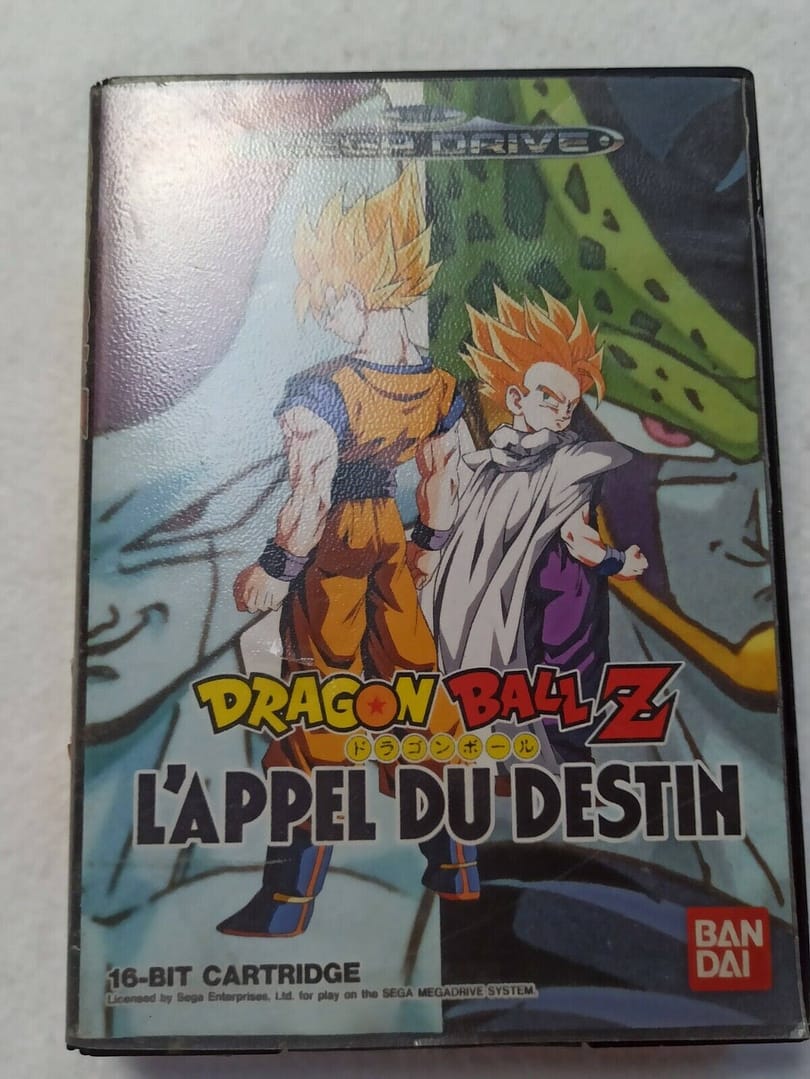 MEGA DRIVE
DRAGON BALL Z
ドラゴンボール
L'APPEL DU DESTIN
BAN
DAI
16-BIT CARTRIDGE
Licensed by Sega Enterprises, Ltd. for play on the SEGA MEGADRIVE SYSTEM.